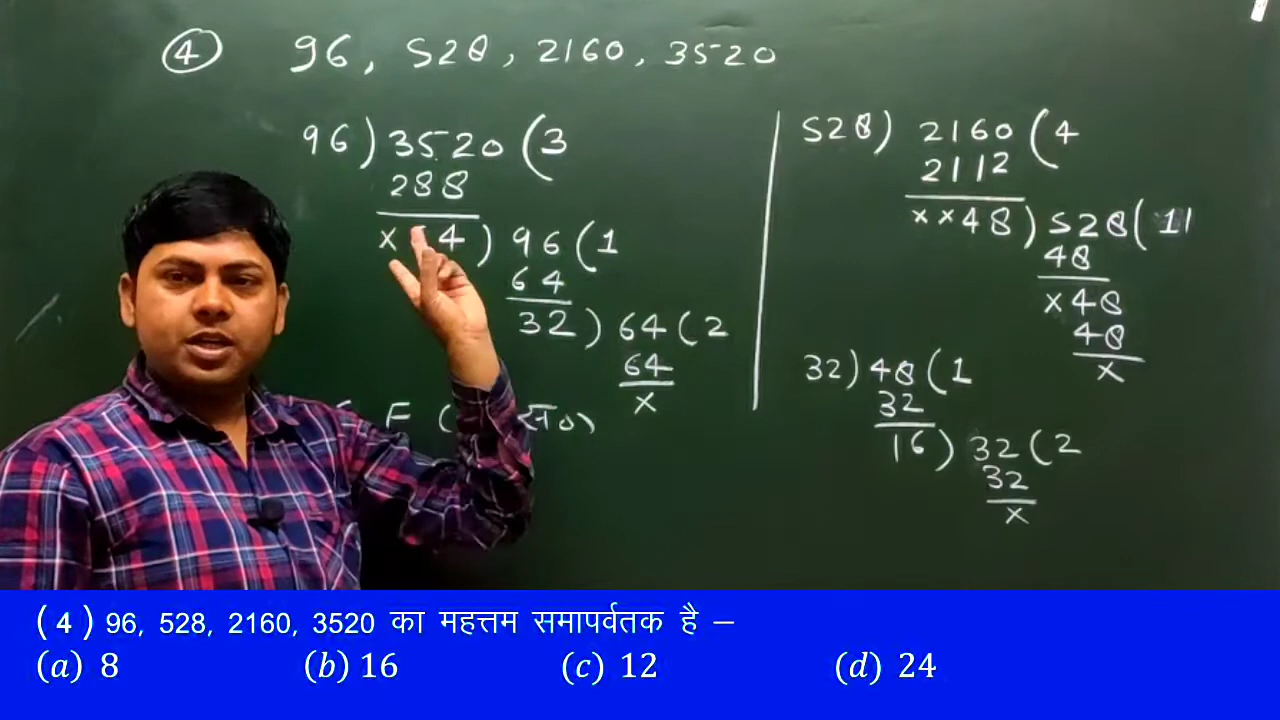 ④ 96, 528, 2160, 3520
96) 3520 (3
288
×64) 96 (1
64
32) 64 (2
64
×
F (
528) 2160 (4
2112
××48) 528 (11
48
×48
48
×
32) 48 (1
32
16) 32 (2
32
×
(4) 96, 528, 2160, 3520 का महत्तम समापर्वतक है –
(a) 8 (b) 16 (c) 12 (d) 24